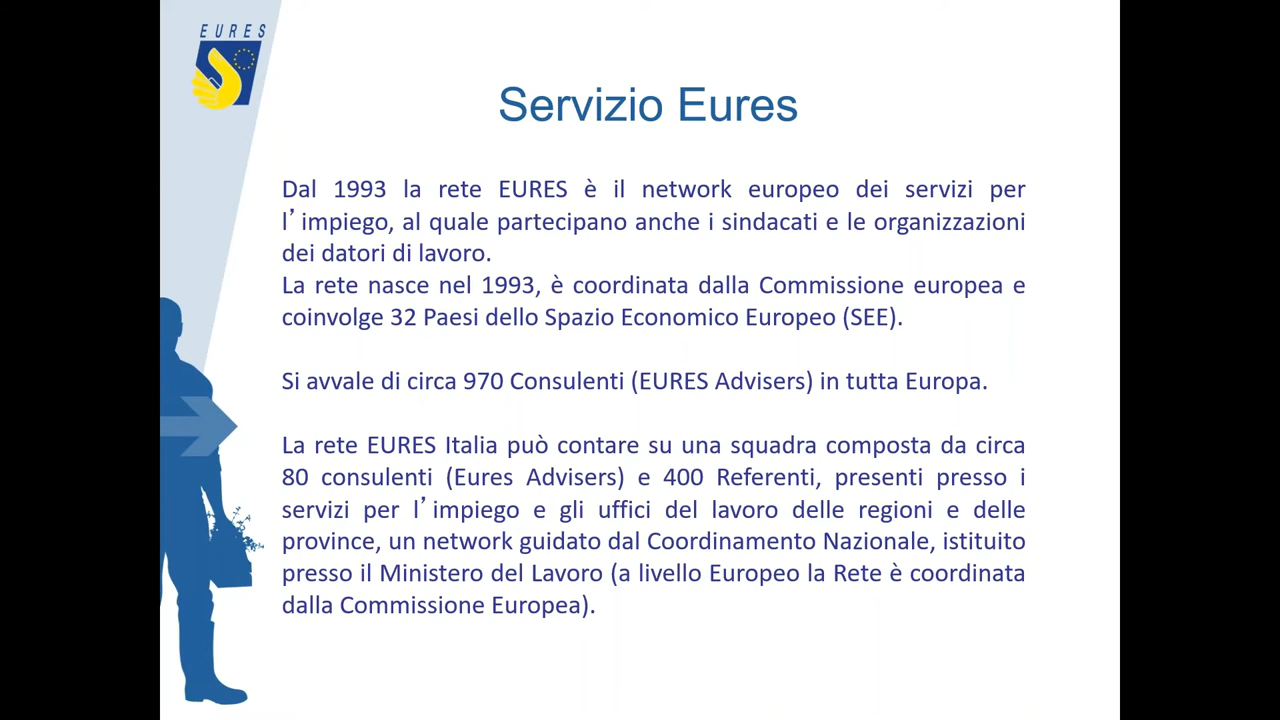 EURES
Servizio Eures
Dal 1993 la rete EURES è il network europeo dei servizi per
l’impiego, al quale partecipano anche i sindacati e le organizzazioni
dei datori di lavoro.
La rete nasce nel 1993, è coordinata dalla Commissione europea e
coinvolge 32 Paesi dello Spazio Economico Europeo (SEE).
Si avvale di circa 970 Consulenti (EURES Advisers) in tutta Europa.
La rete EURES Italia può contare su una squadra composta da circa
80 consulenti (Eures Advisers) e 400 Referenti, presenti presso i
servizi per l’impiego e gli uffici del lavoro delle regioni e delle
province, un network guidato dal Coordinamento Nazionale, istituito
presso il Ministero del Lavoro (a livello Europeo la Rete è coordinata
dalla Commissione Europea).